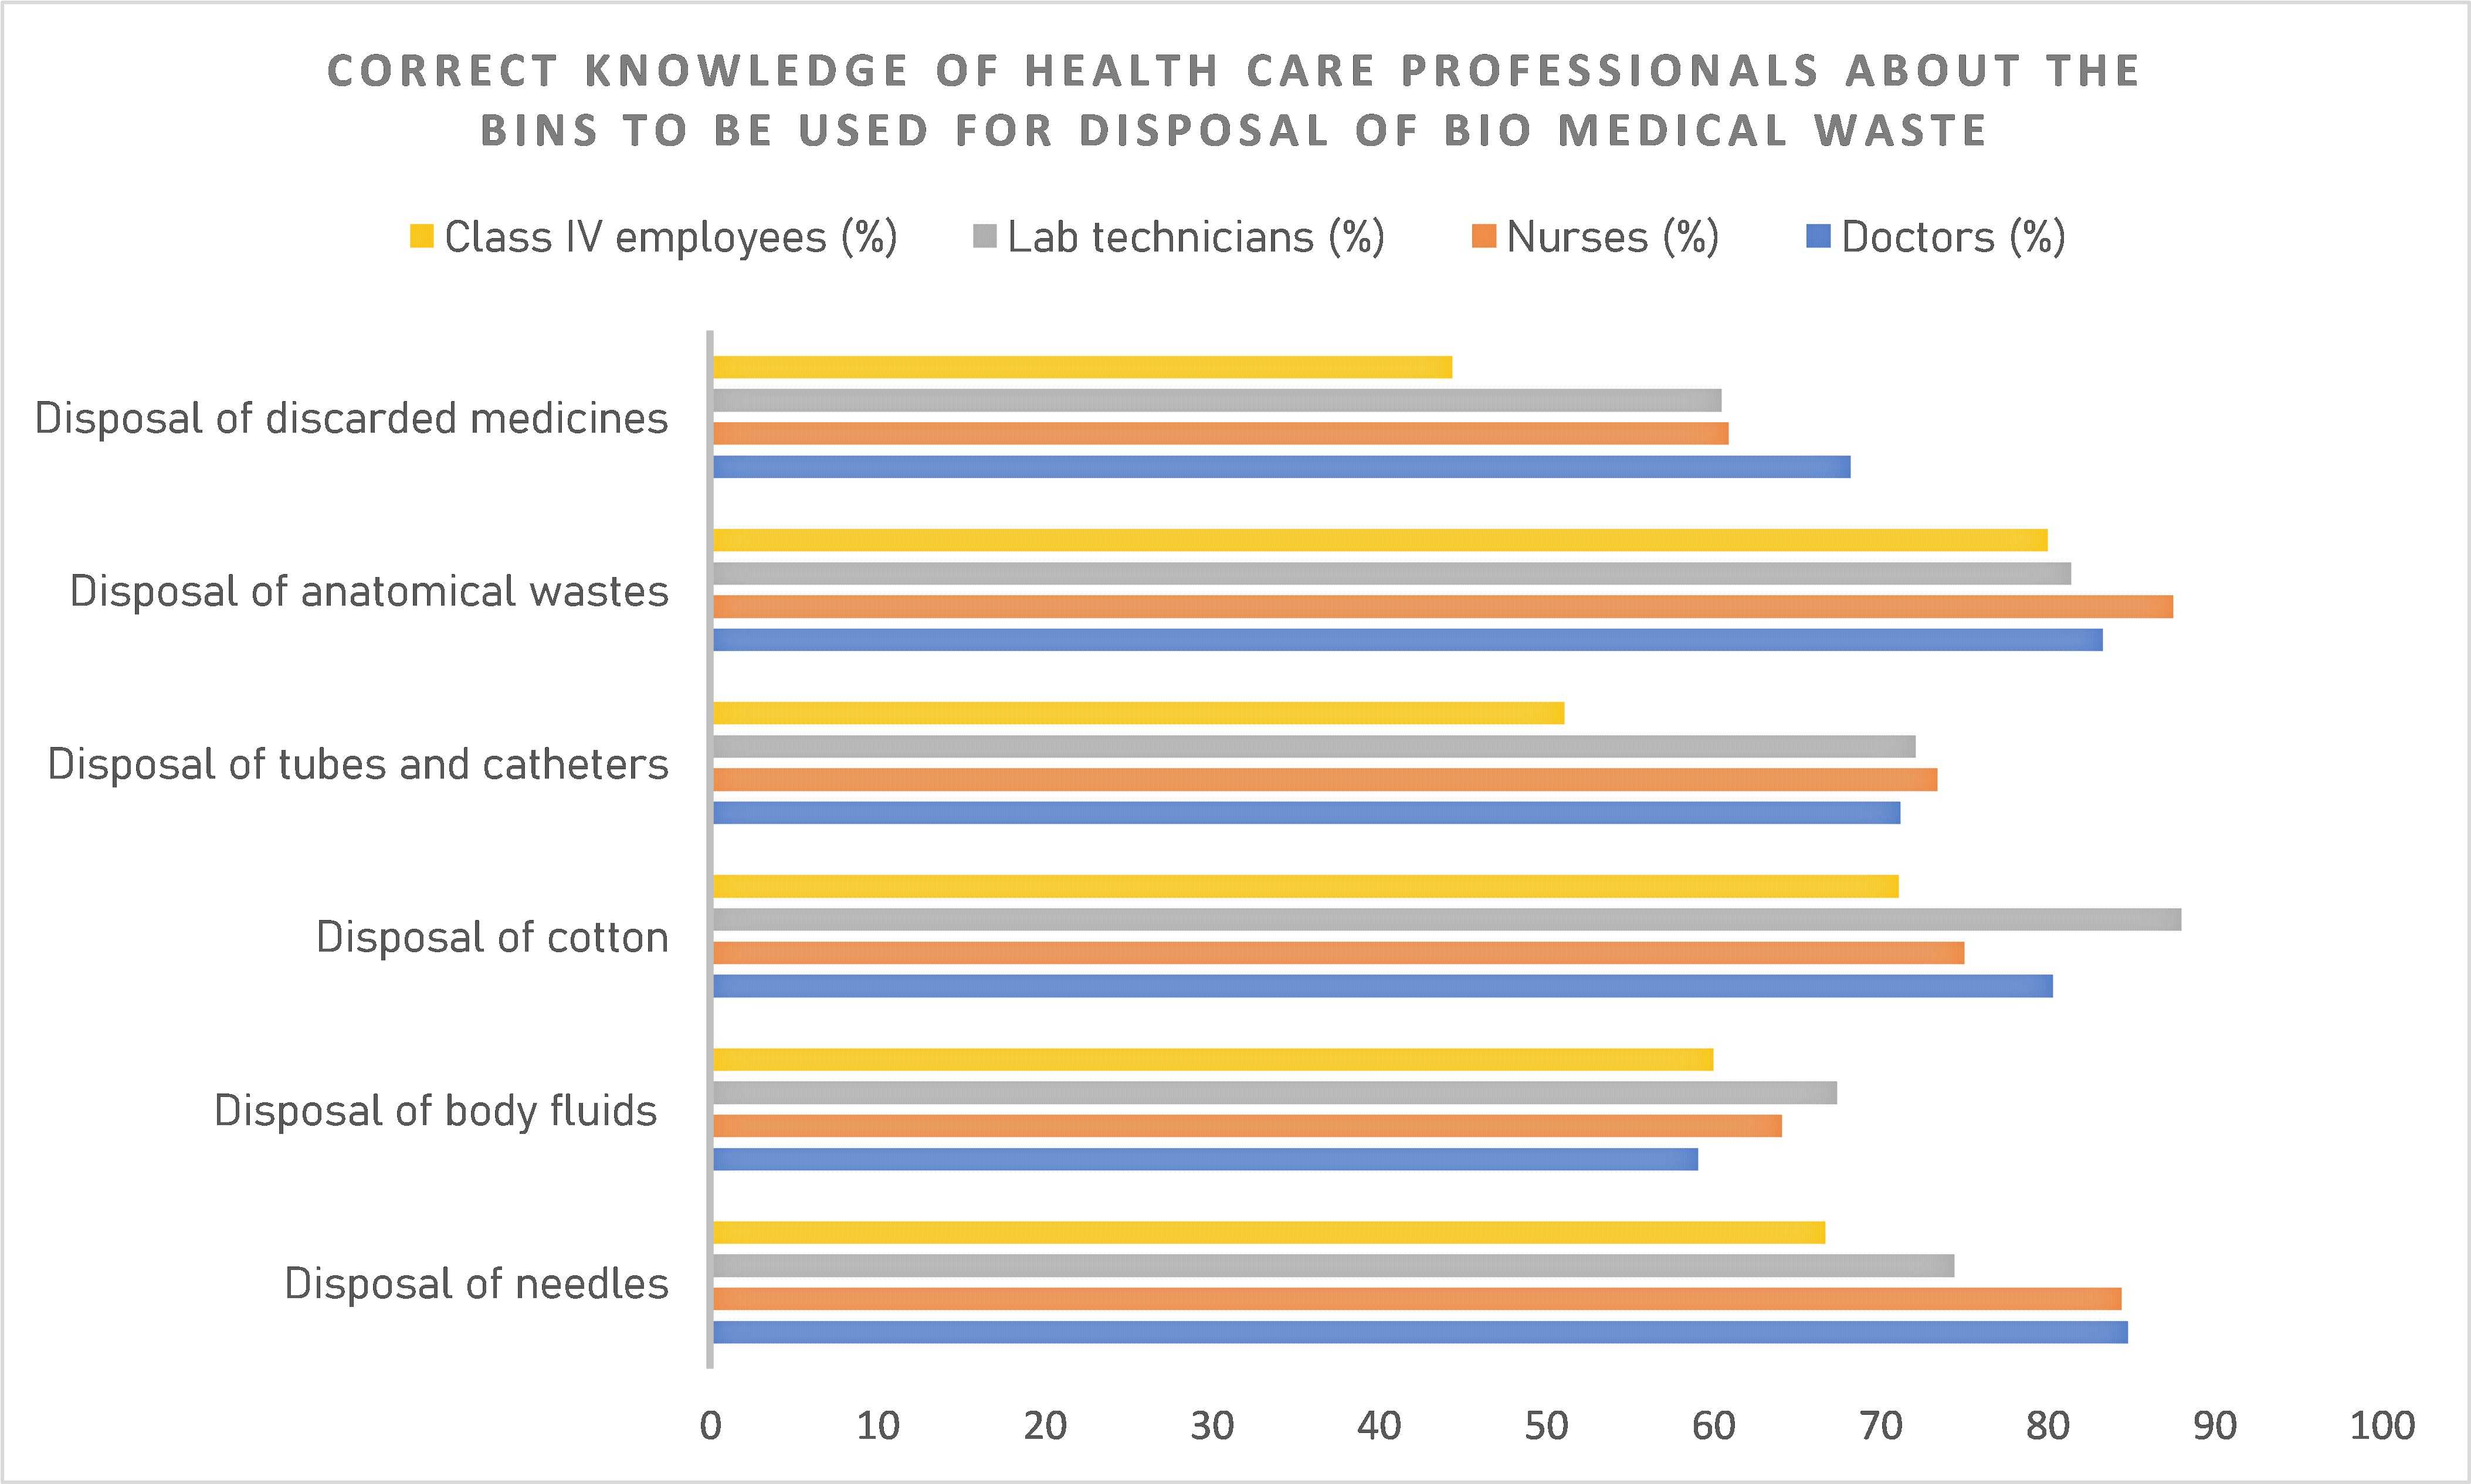 CORRECT KNOWLEDGE OF HEALTH CARE PROFESSIONALS ABOUT THE
BINS TO BE USED FOR DISPOSAL OF BIO MEDICAL WASTE
Class IV employees (%) Lab technicians (%) Nurses (%) Doctors (%)
Disposal of discarded medicines
Disposal of anatomical wastes
Disposal of tubes and catheters
Disposal of cotton
Disposal of body fluids
Disposal of needles
0 10 20 30 40 50 60 70 80 90 100